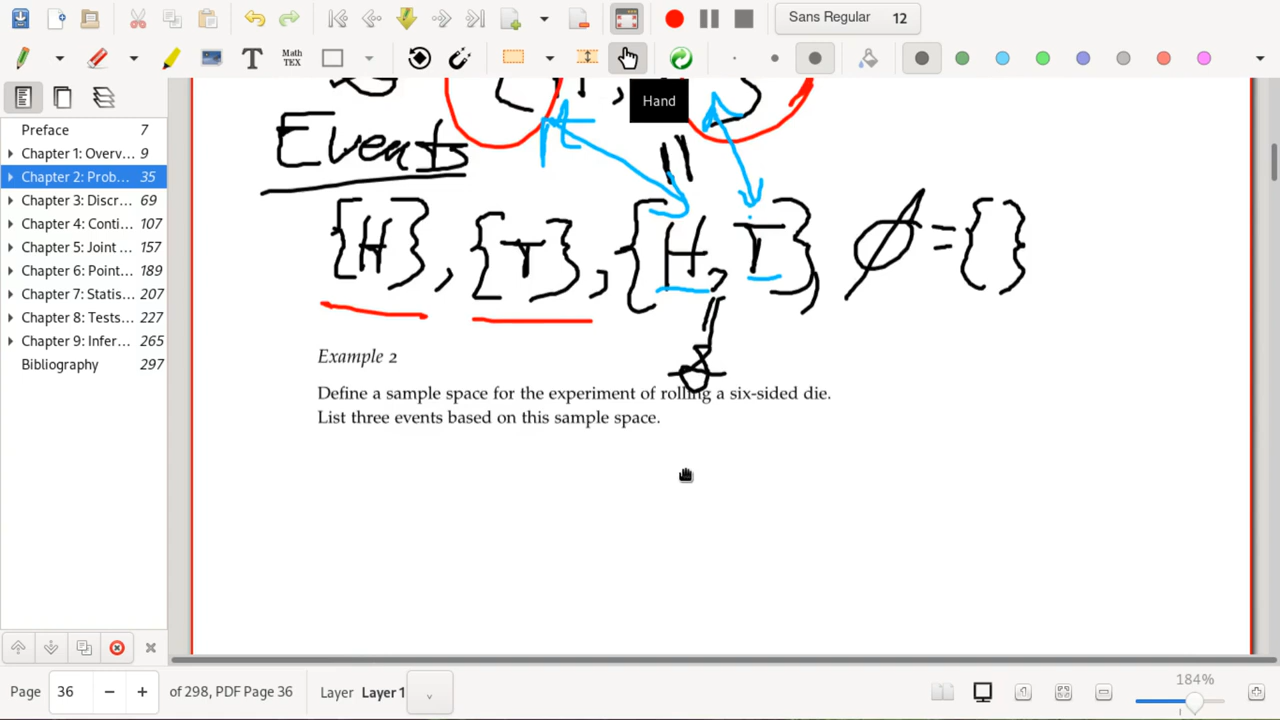 Sans Regular 12
Math
TEX
Hand
Preface 7
Chapter 1: Overv... 9
Chapter 2: Prob... 35
Chapter 3: Discr... 69
Chapter 4: Conti... 107
Chapter 5: Joint ... 157
Chapter 6: Point... 189
Chapter 7: Statis... 207
Chapter 8: Tests... 227
Chapter 9: Infer... 265
Bibliography 297
Events
{H}, {T}, {H, T}, Ø = { }
Example 2
Define a sample space for the experiment of rolling a six-sided die.
List three events based on this sample space.
Page 36 of 298, PDF Page 36 Layer Layer 1 184%